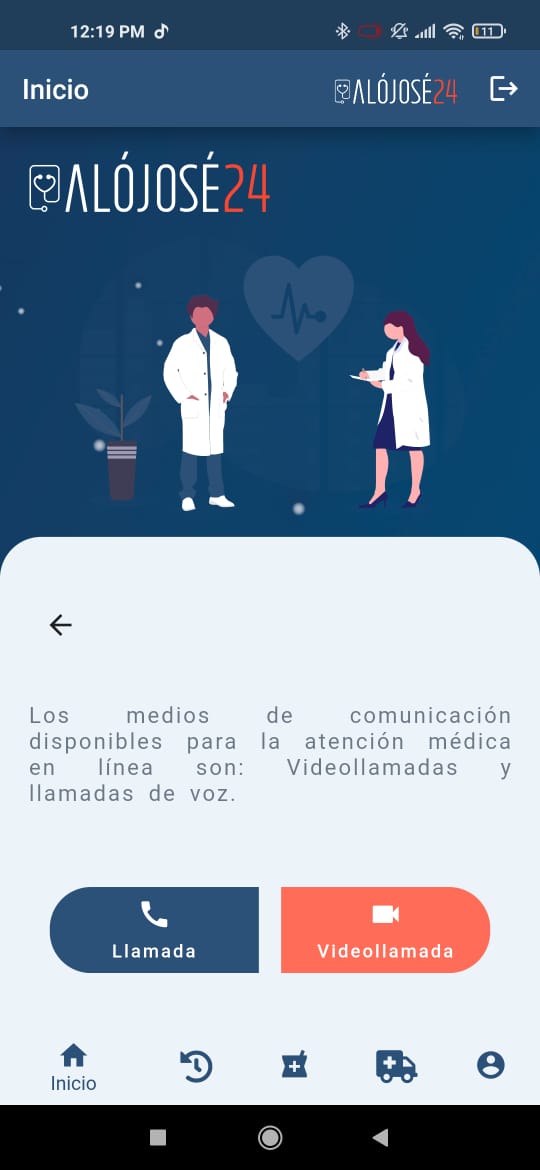 12:19 PM
11
Inicio
ALÓJOSÉ24
ALÓJOSÉ24
Los medios de comunicación
disponibles para la atención médica
en línea son: Videollamadas y
llamadas de voz.
Llamada
Videollamada
Inicio